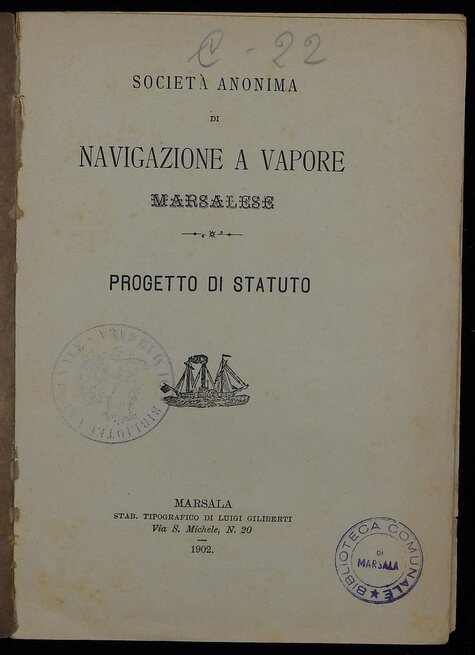 C - 22
SOCIETÀ ANONIMA
DI
NAVIGAZIONE A VAPORE
MARSALESE
PROGETTO DI STATUTO
BIBLIOTECA
MARSALA
STAB. TIPOGRAFICO DI LUIGI GILIBERTI
Via S. Michele, N. 20
1902.
BIBLIOTECA COMUNALE
DI
MARSALA